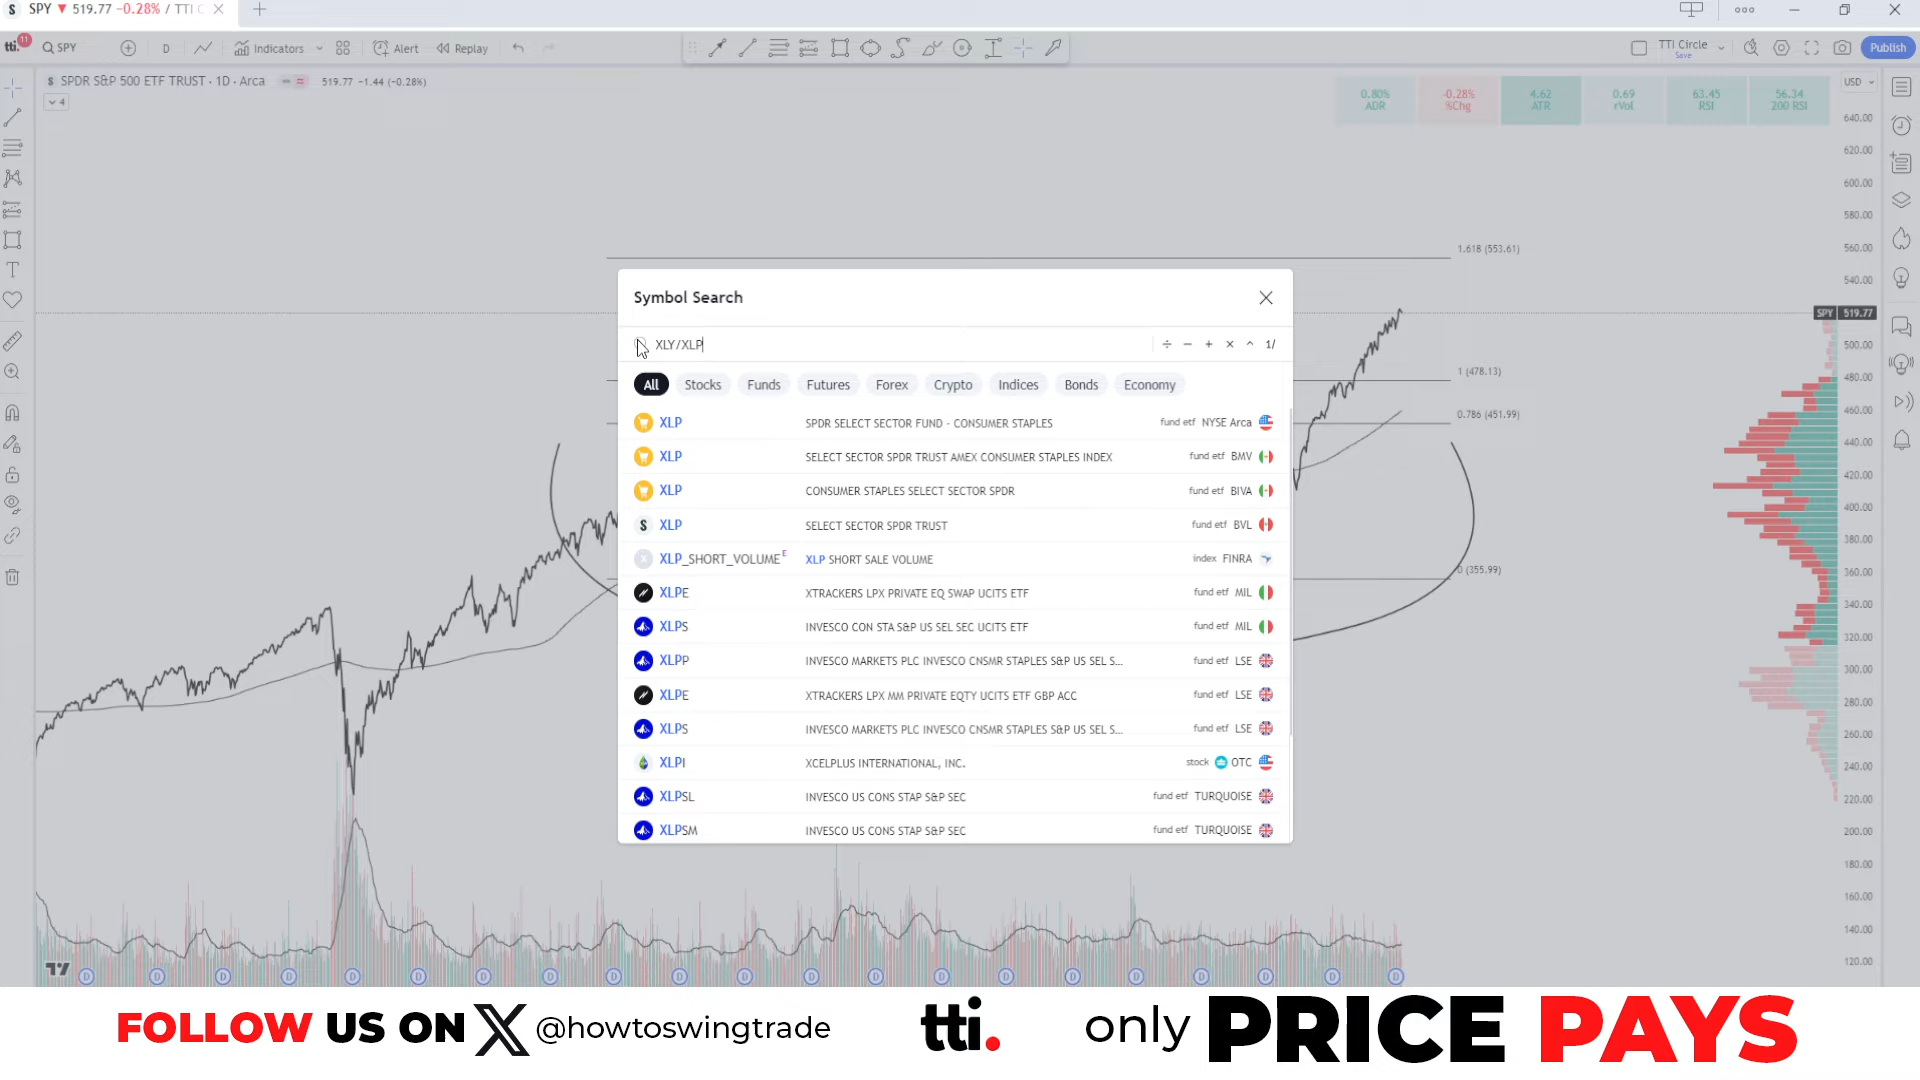 SPY ▼ 519.77 −0.28% / TTI C
tti 11 SPY D Indicators Alert Replay TTI Circle Save Publish
SPDR S&P 500 ETF TRUST · 1D · Arca 519.77 −1.44 (−0.28%)
4
0.80% ADR
-0.28% %Chg
4.62 ATR
0.69 rVol
63.45 RSI
56.34 200 RSI
USD
640.00
620.00
600.00
580.00
560.00
540.00
SPY 519.77
500.00
480.00
460.00
440.00
420.00
400.00
380.00
360.00
340.00
320.00
300.00
280.00
260.00
240.00
220.00
200.00
180.00
160.00
140.00
120.00
1.618 (553.61)
1 (478.13)
0.786 (451.99)
0 (355.99)
Symbol Search
XLY/XLP ÷ − + × ^ 1/
All Stocks Funds Futures Forex Crypto Indices Bonds Economy
XLP SPDR SELECT SECTOR FUND - CONSUMER STAPLES fund etf NYSE Arca
XLP SELECT SECTOR SPDR TRUST AMEX CONSUMER STAPLES INDEX fund etf BMV
XLP CONSUMER STAPLES SELECT SECTOR SPDR fund etf BIVA
S XLP SELECT SECTOR SPDR TRUST fund etf BVL
X XLP_SHORT_VOLUME E XLP SHORT SALE VOLUME index FINRA
XLPE XTRACKERS LPX PRIVATE EQ SWAP UCITS ETF fund etf MIL
XLPS INVESCO CON STA S&P US SEL SEC UCITS ETF fund etf MIL
XLPP INVESCO MARKETS PLC INVESCO CNSMR STAPLES S&P US SEL S... fund etf LSE
XLPE XTRACKERS LPX MM PRIVATE EQTY UCITS ETF GBP ACC fund etf LSE
XLPS INVESCO MARKETS PLC INVESCO CNSMR STAPLES S&P US SEL S... fund etf LSE
XLPI XCELPLUS INTERNATIONAL, INC. stock OTC
XLPSL INVESCO US CONS STAP S&P SEC fund etf TURQUOISE
XLPSM INVESCO US CONS STAP S&P SEC fund etf TURQUOISE
D D D D D D D D D D D D D D D D D D D D D
FOLLOW US ON X @howtoswingtrade tti. only PRICE PAYS